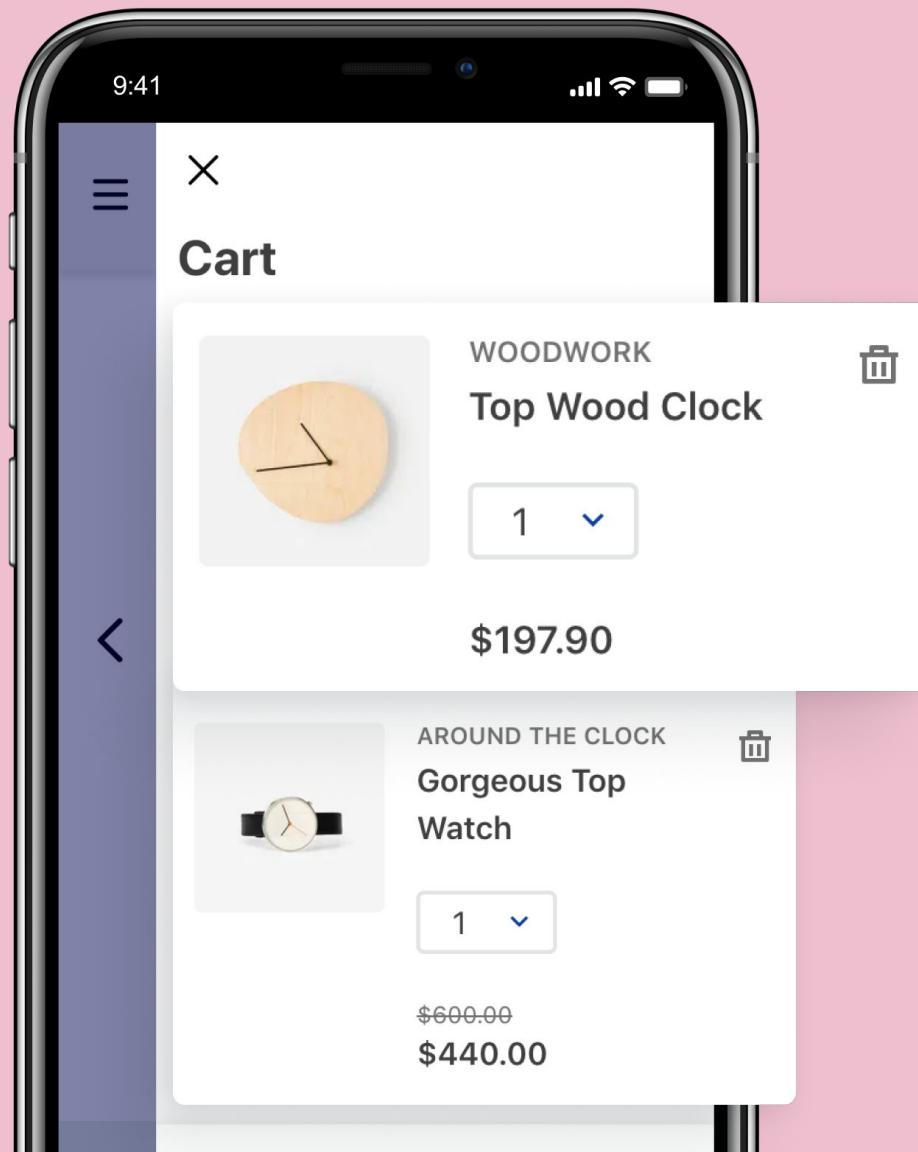 9:41
Cart
WOODWORK
Top Wood Clock
1
$197.90
AROUND THE CLOCK
Gorgeous Top
Watch
1
$600.00
$440.00